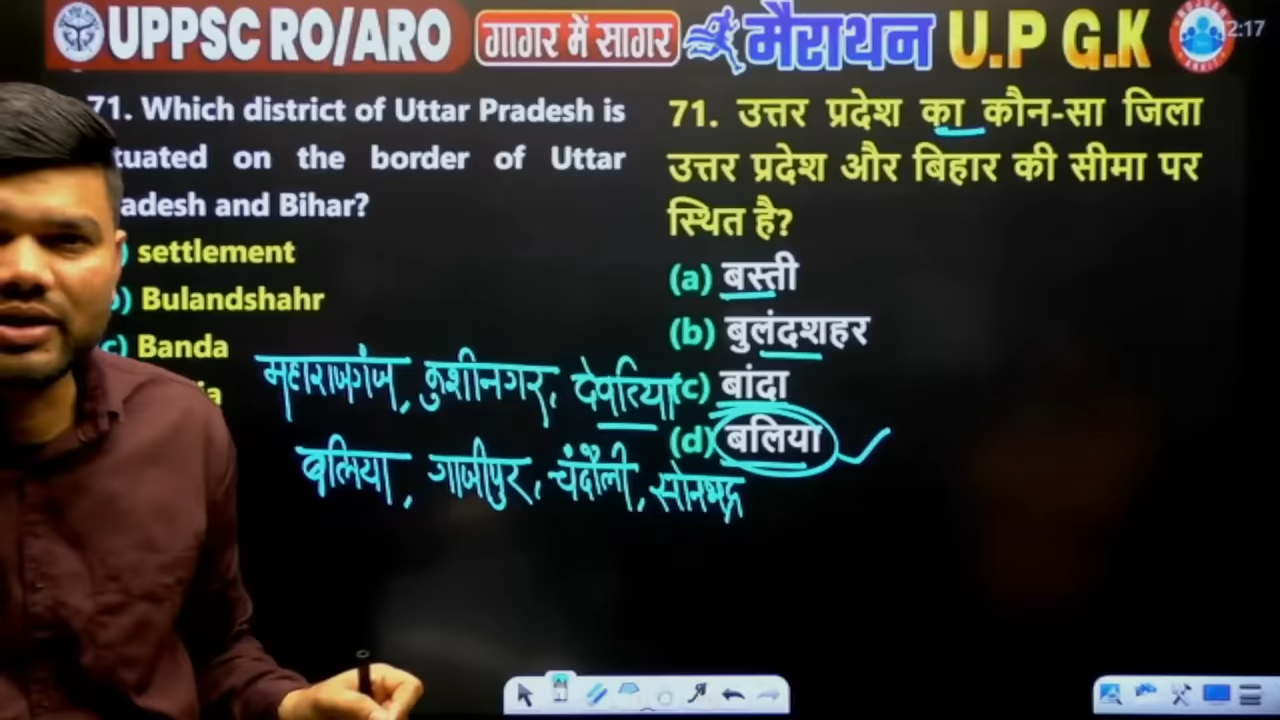 UPPSC RO/ARO गागर में सागर मैराथन U.P G.K
2:17
71. Which district of Uttar Pradesh is
tuated on the border of Uttar
adesh and Bihar?
) settlement
) Bulandshahr
c) Banda
ia
71. उत्तर प्रदेश का कौन-सा जिला
उत्तर प्रदेश और बिहार की सीमा पर
स्थित है?
(a) बस्ती
(b) बुलंदशहर
(c) बांदा
(d) बलिया
महाराजगंज, कुशीनगर, देवरिया
बलिया, गाजीपुर, चंदौली, सोनभद्र